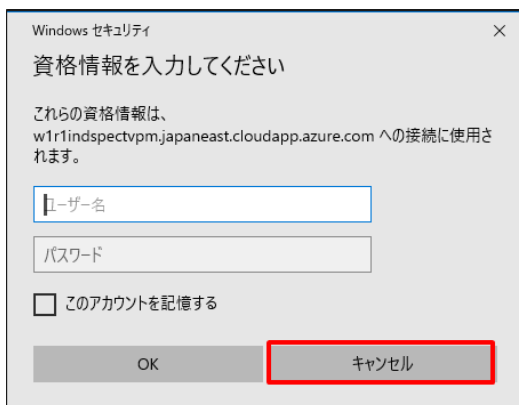 Windows セキュリティ
資格情報を入力してください
これらの資格情報は、
w1r1indspectvpm.japaneast.cloudapp.azure.com への接続に使用さ
れます。
ユーザー名
パスワード
このアカウントを記憶する
OK
キャンセル